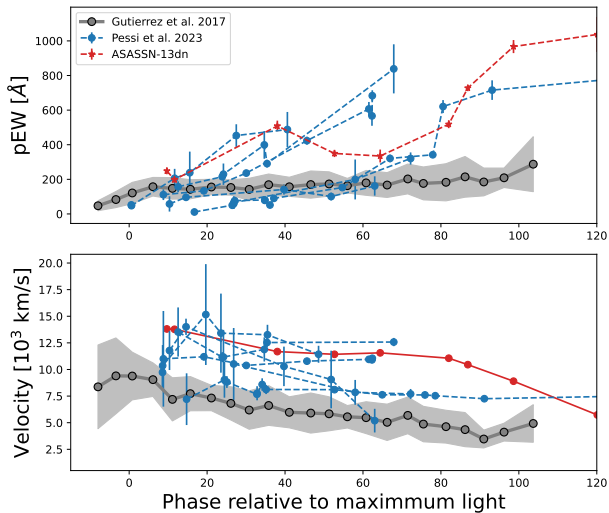 Gutierrez et al. 2017
Pessi et al. 2023
ASASSN-13dn
pEW [Å]
1000
800
600
400
200
0
0 20 40 60 80 100 120
Velocity [10³ km/s]
20.0
17.5
15.0
12.5
10.0
7.5
5.0
2.5
0 20 40 60 80 100 120
Phase relative to maximmum light